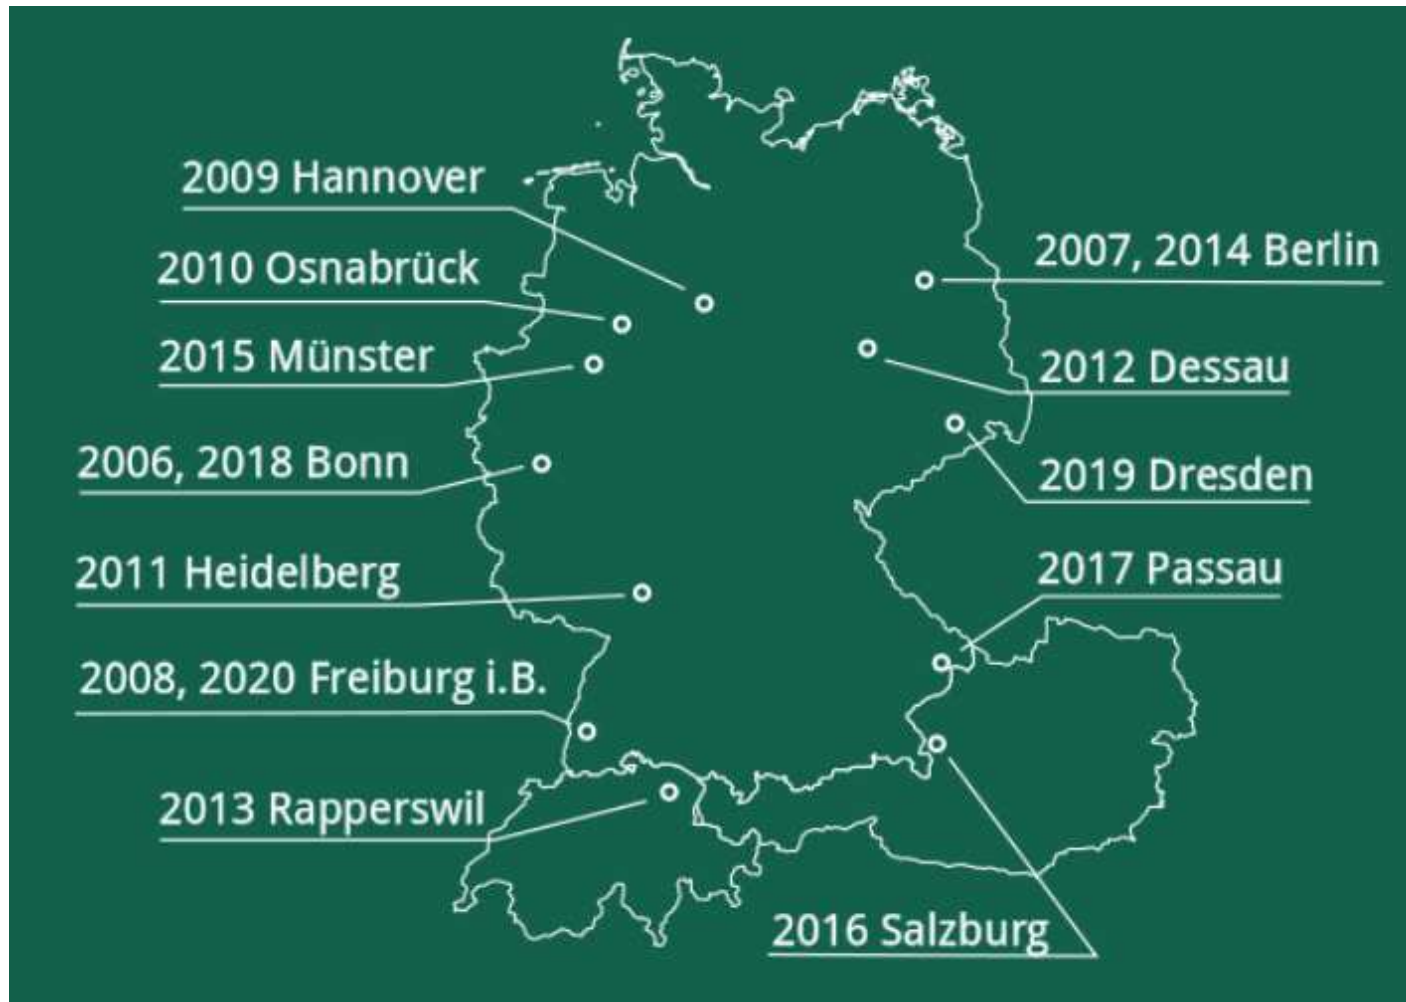 2009 Hannover
2010 Osnabrück
2015 Münster
2006, 2018 Bonn
2011 Heidelberg
2008, 2020 Freiburg i.B.
2013 Rapperswil
2007, 2014 Berlin
2012 Dessau
2019 Dresden
2017 Passau
2016 Salzburg